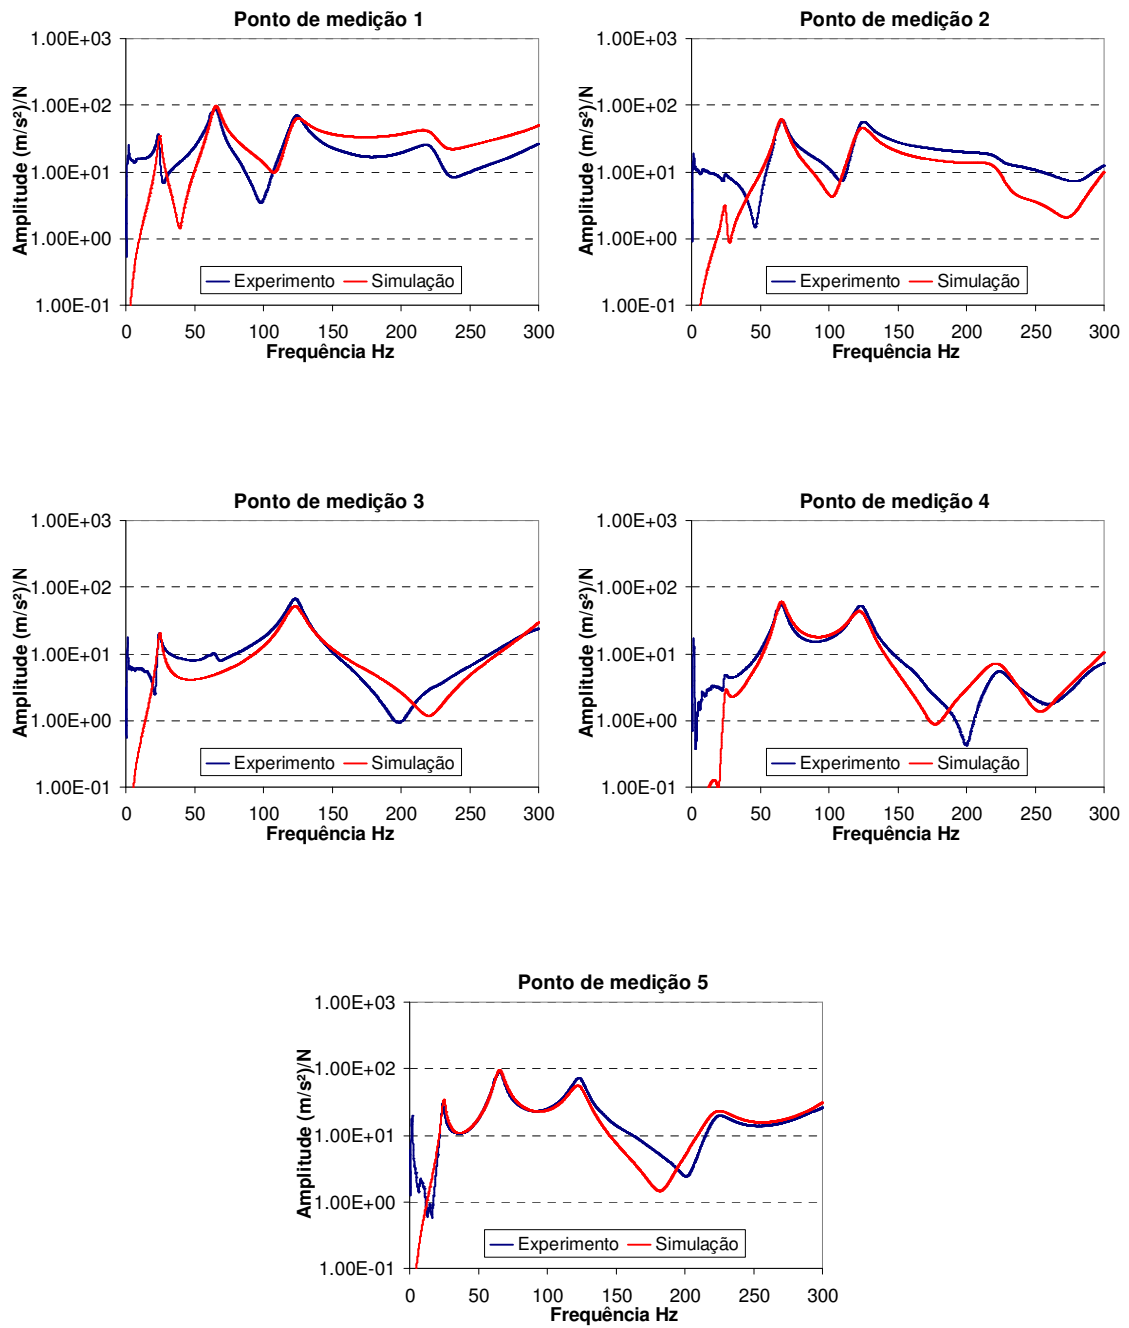 Ponto de medição 1
1.00E+03
1.00E+02
1.00E+01
1.00E+00
1.00E-01
Amplitude (m/s²)/N
Experimento Simulação
0 50 100 150 200 250 300
Frequência Hz
Ponto de medição 2
1.00E+03
1.00E+02
1.00E+01
1.00E+00
1.00E-01
Amplitude (m/s²)/N
Experimento Simulação
0 50 100 150 200 250 300
Frequência Hz
Ponto de medição 3
1.00E+03
1.00E+02
1.00E+01
1.00E+00
1.00E-01
Amplitude (m/s²)/N
Experimento Simulação
0 50 100 150 200 250 300
Frequência Hz
Ponto de medição 4
1.00E+03
1.00E+02
1.00E+01
1.00E+00
1.00E-01
Amplitude (m/s²)/N
Experimento Simulação
0 50 100 150 200 250 300
Frequência Hz
Ponto de medição 5
1.00E+03
1.00E+02
1.00E+01
1.00E+00
1.00E-01
Amplitude (m/s²)/N
Experimento Simulação
0 50 100 150 200 250 300
Frequência Hz